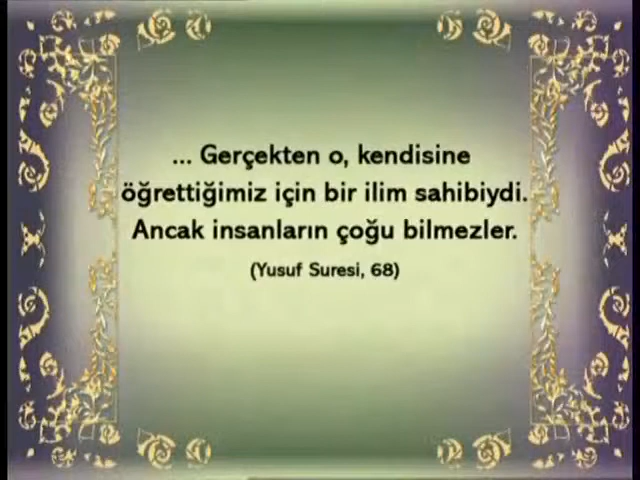 ... Gerçekten o, kendisine
öğrettiğimiz için bir ilim sahibiydi.
Ancak insanların çoğu bilmezler.
(Yusuf Suresi, 68)